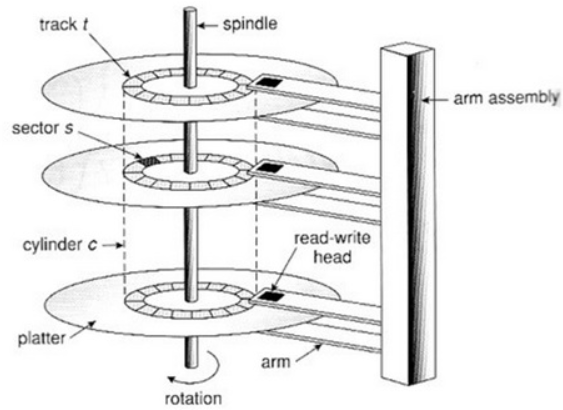 track t
spindle
arm assembly
sector s
cylinder c
read-write
head
platter
arm
rotation